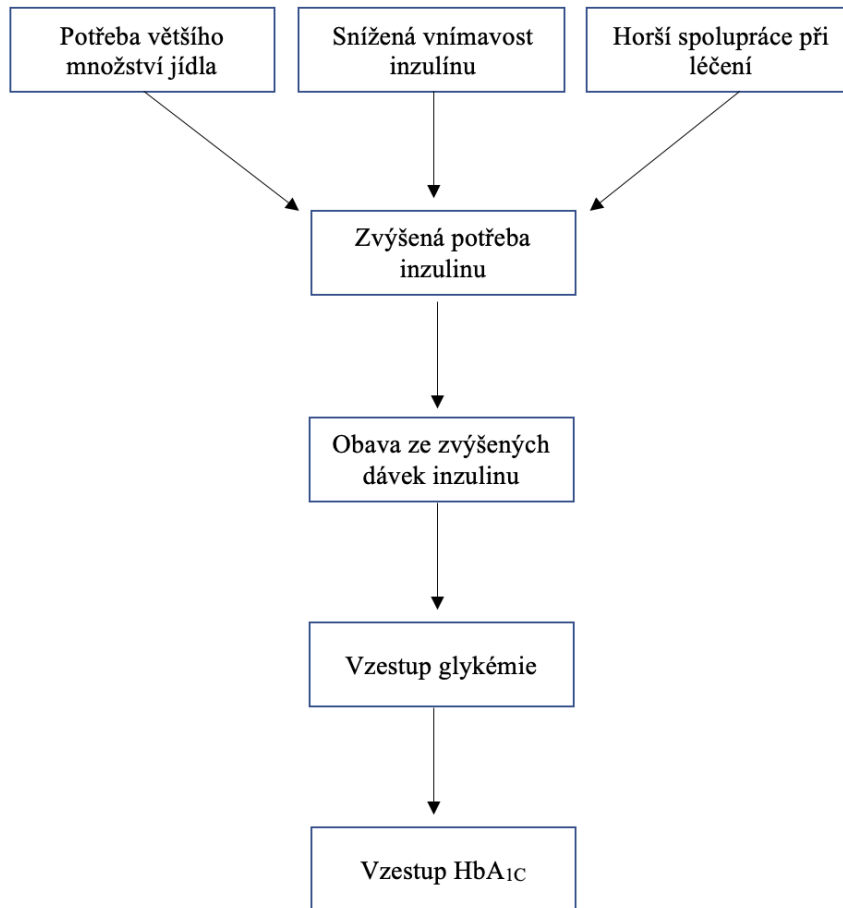 Potřeba většího
množství jídla
Snížená vnímavost
inzulínu
Horší spolupráce při
léčení
Zvýšená potřeba
inzulinu
Obava ze zvýšených
dávek inzulinu
Vzestup glykémie
Vzestup HbA1C